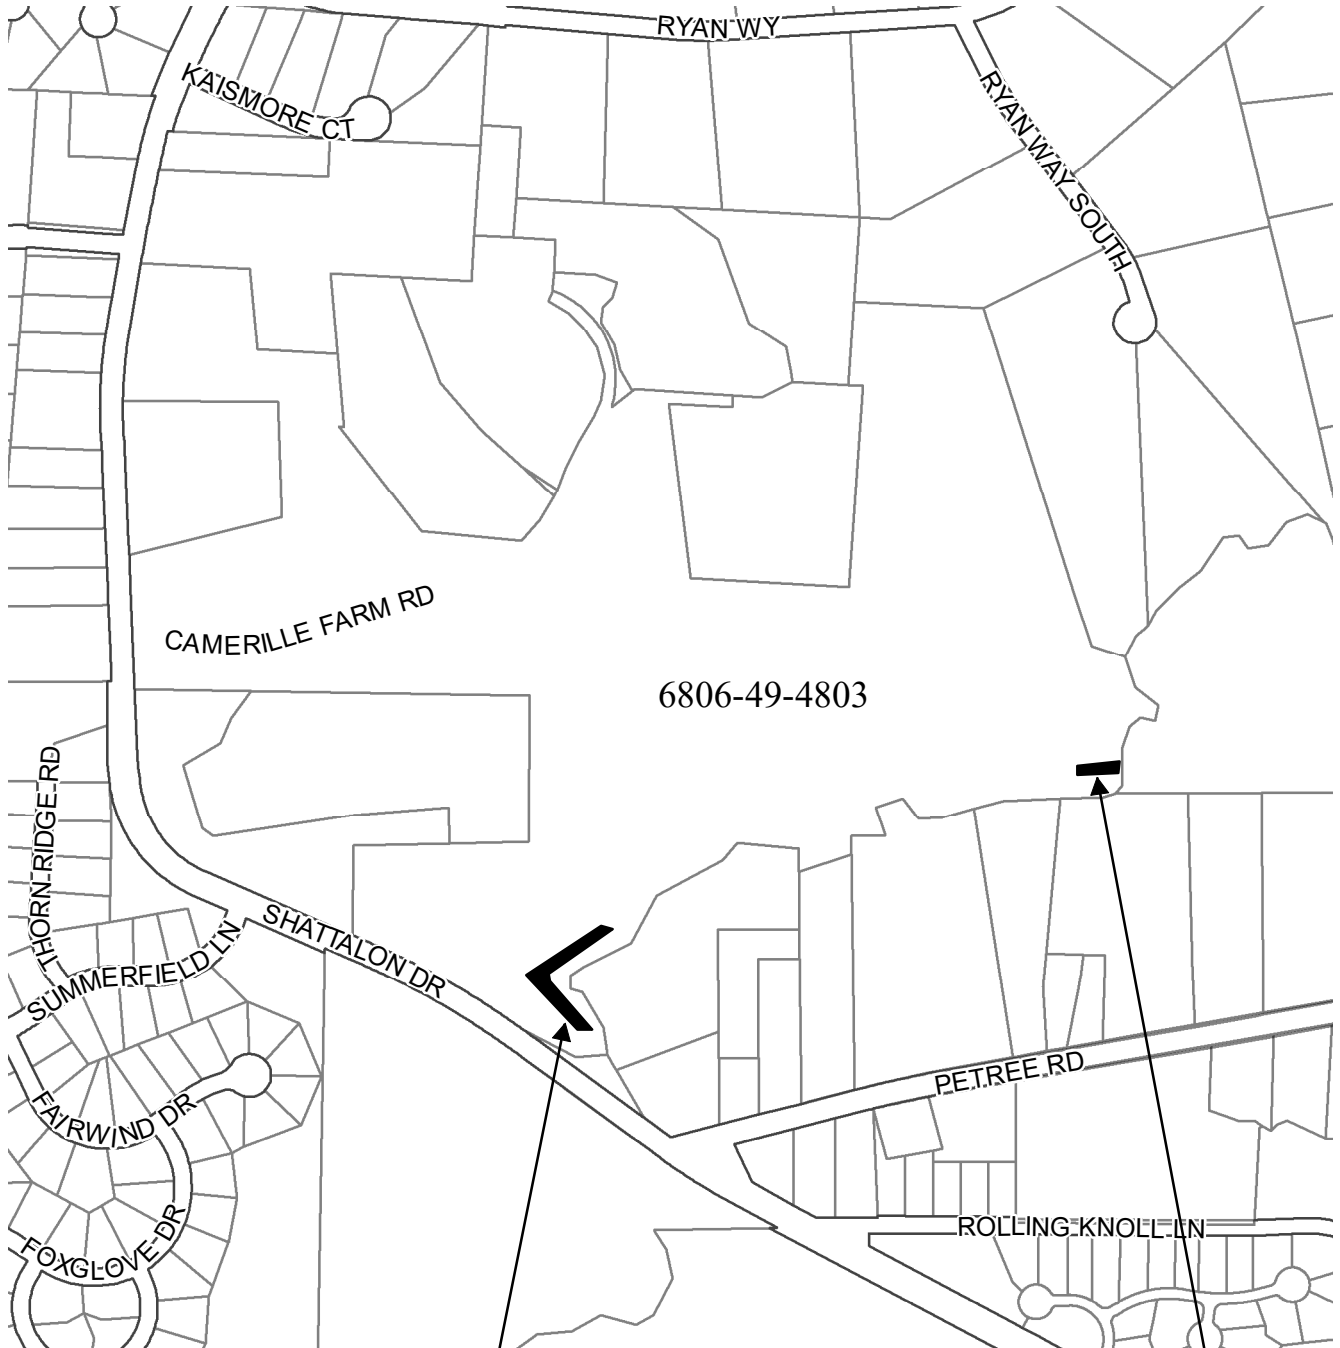 RYAN WY
KAISMORE CT
RYAN WAY SOUTH
CAMERILLE FARM RD
6806-49-4803
THORN RIDGE RD
SHATTALON DR
SUMMERFIELD LN
PETREE RD
FAIRWIND DR
FOXGLOVE DR
ROLLING KNOLL LN